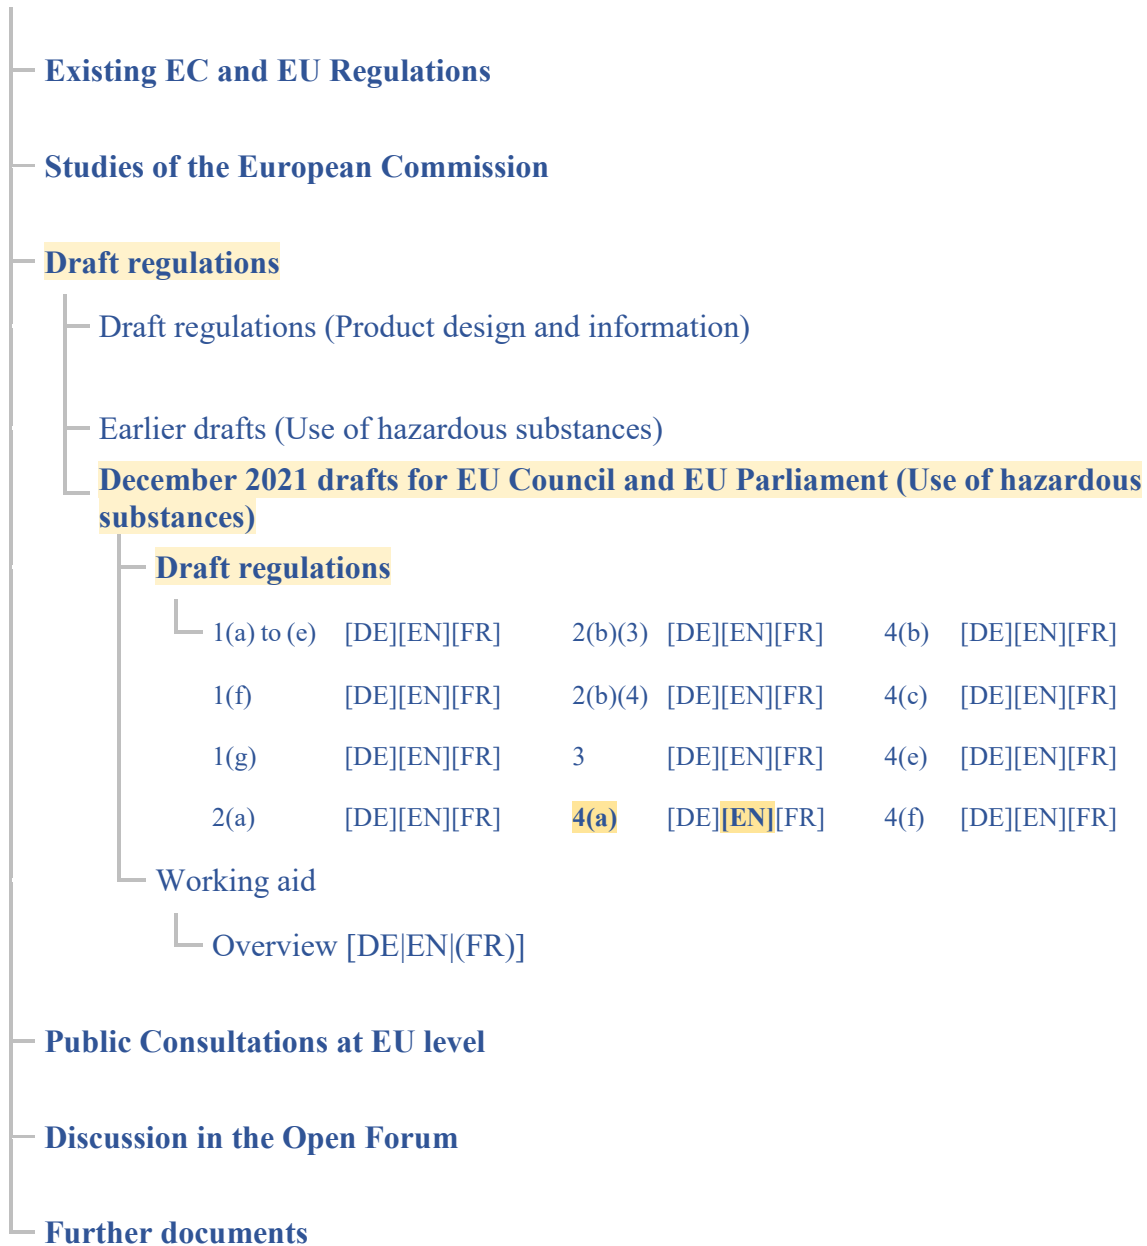 Existing EC and EU Regulations
Studies of the European Commission
Draft regulations
Draft regulations (Product design and information)
Earlier drafts (Use of hazardous substances)
December 2021 drafts for EU Council and EU Parliament (Use of hazardous
substances)
Draft regulations
1(a) to (e) [DE][EN][FR] 2(b)(3) [DE][EN][FR] 4(b) [DE][EN][FR]
1(f) [DE][EN][FR] 2(b)(4) [DE][EN][FR] 4(c) [DE][EN][FR]
1(g) [DE][EN][FR] 3 [DE][EN][FR] 4(e) [DE][EN][FR]
2(a) [DE][EN][FR] 4(a) [DE][EN][FR] 4(f) [DE][EN][FR]
Working aid
Overview [DE|EN|(FR)]
Public Consultations at EU level
Discussion in the Open Forum
Further documents